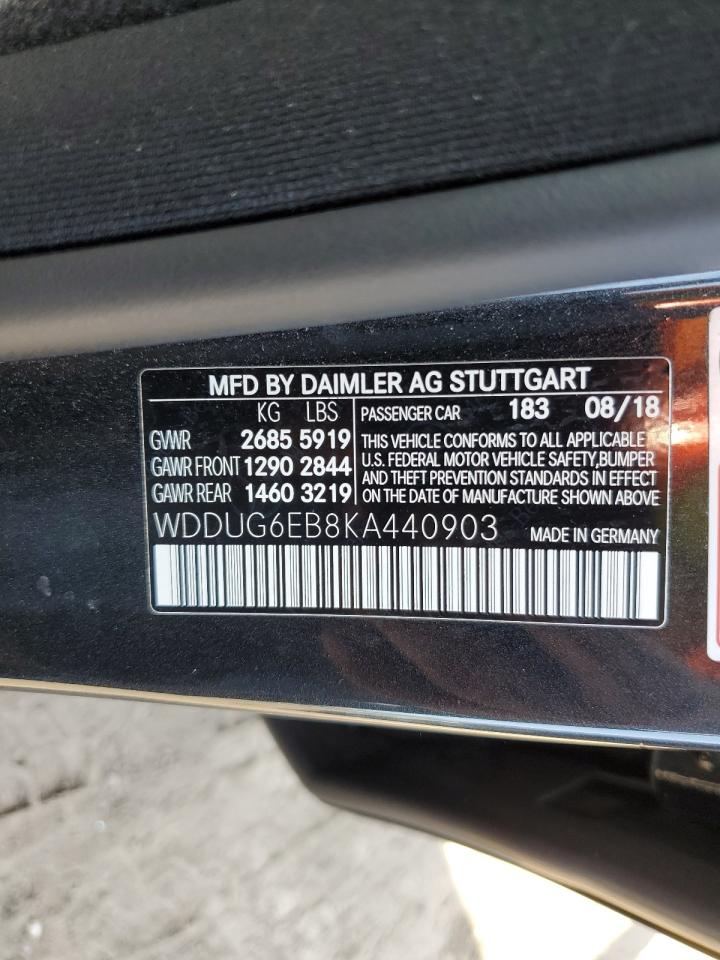 MFD BY DAIMLER AG STUTTGART
KG LBS
GVWR 2685 5919
GAWR FRONT 1290 2844
GAWR REAR 1460 3219
PASSENGER CAR 183 08/18
THIS VEHICLE CONFORMS TO ALL APPLICABLE
U.S. FEDERAL MOTOR VEHICLE SAFETY,BUMPER
AND THEFT PREVENTION STANDARDS IN EFFECT
ON THE DATE OF MANUFACTURE SHOWN ABOVE
WDDUG6EB8KA440903 MADE IN GERMANY